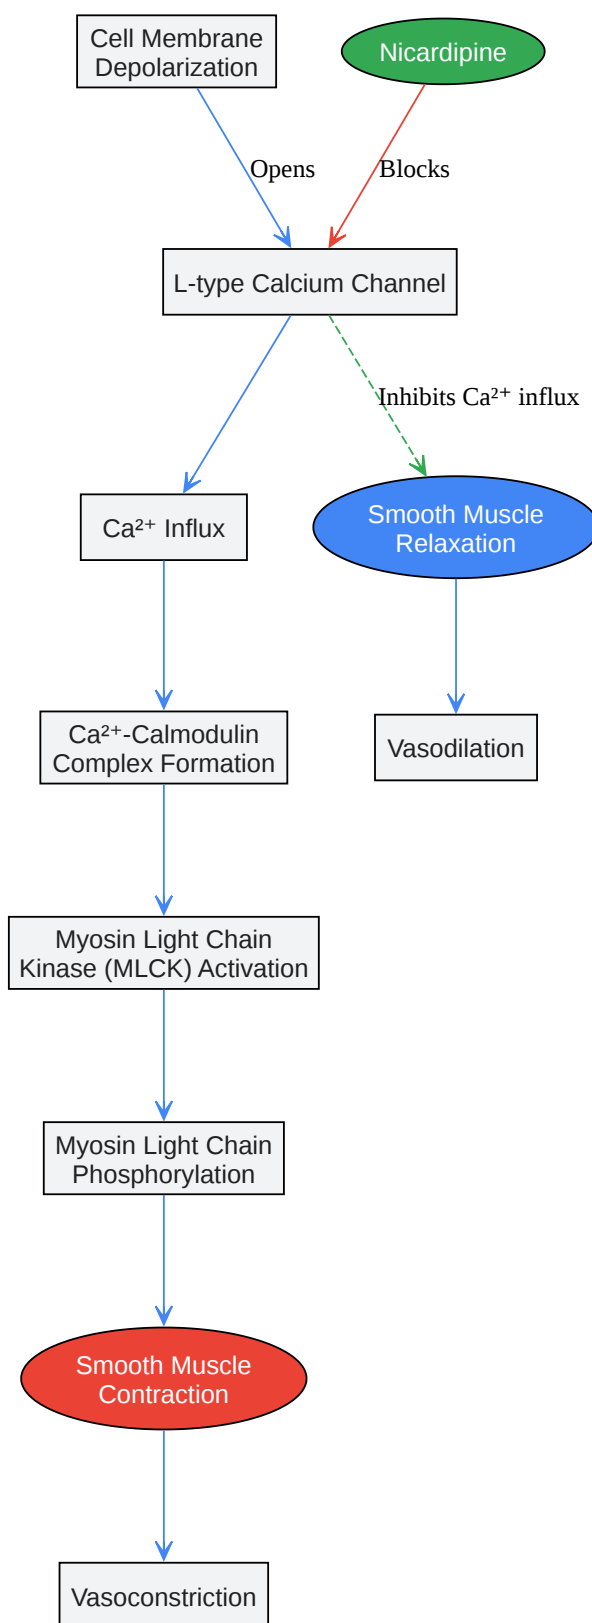 Cell Membrane
Depolarization
Nicardipine
Opens
Blocks
L-type Calcium Channel
Inhibits Ca²⁺ influx
Ca²⁺ Influx
Smooth Muscle
Relaxation
Ca²⁺-Calmodulin
Complex Formation
Vasodilation
Myosin Light Chain
Kinase (MLCK) Activation
Myosin Light Chain
Phosphorylation
Smooth Muscle
Contraction
Vasoconstriction